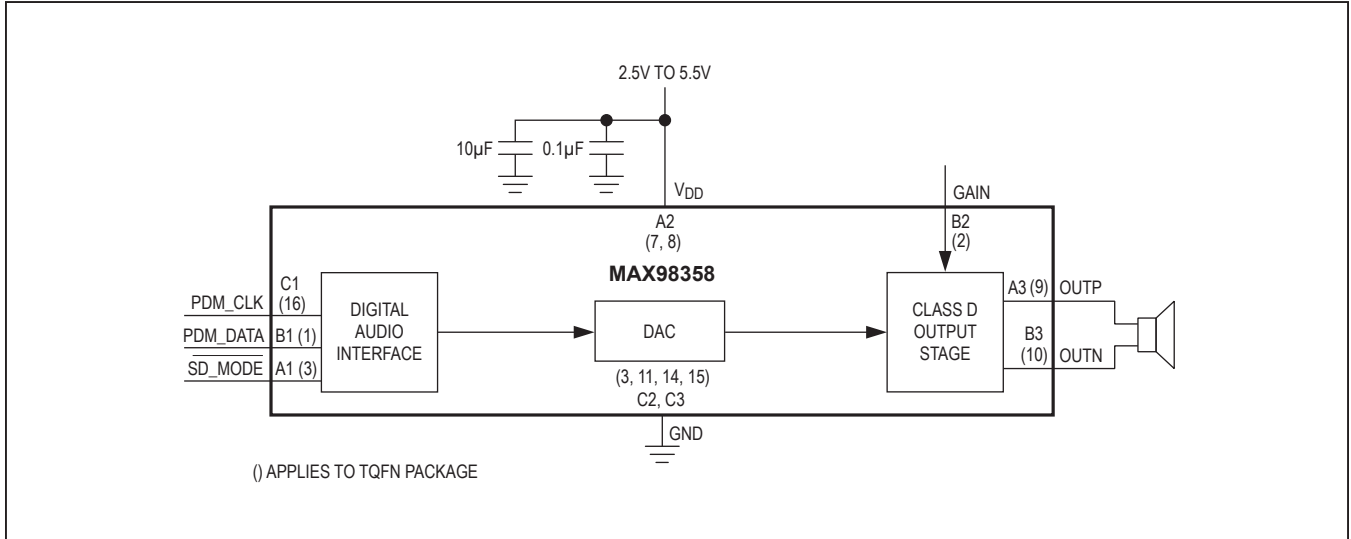 2.5V TO 5.5V
10µF
0.1µF
VDD
GAIN
A2
(7, 8)
B2
(2)
MAX98358
PDM_CLK
C1
(16)
PDM_DATA
B1 (1)
SD_MODE
A1 (3)
DIGITAL
AUDIO
INTERFACE
DAC
CLASS D
OUTPUT
STAGE
A3 (9)
OUTP
B3
(10)
OUTN
(3, 11, 14, 15)
C2, C3
GND
() APPLIES TO TQFN PACKAGE